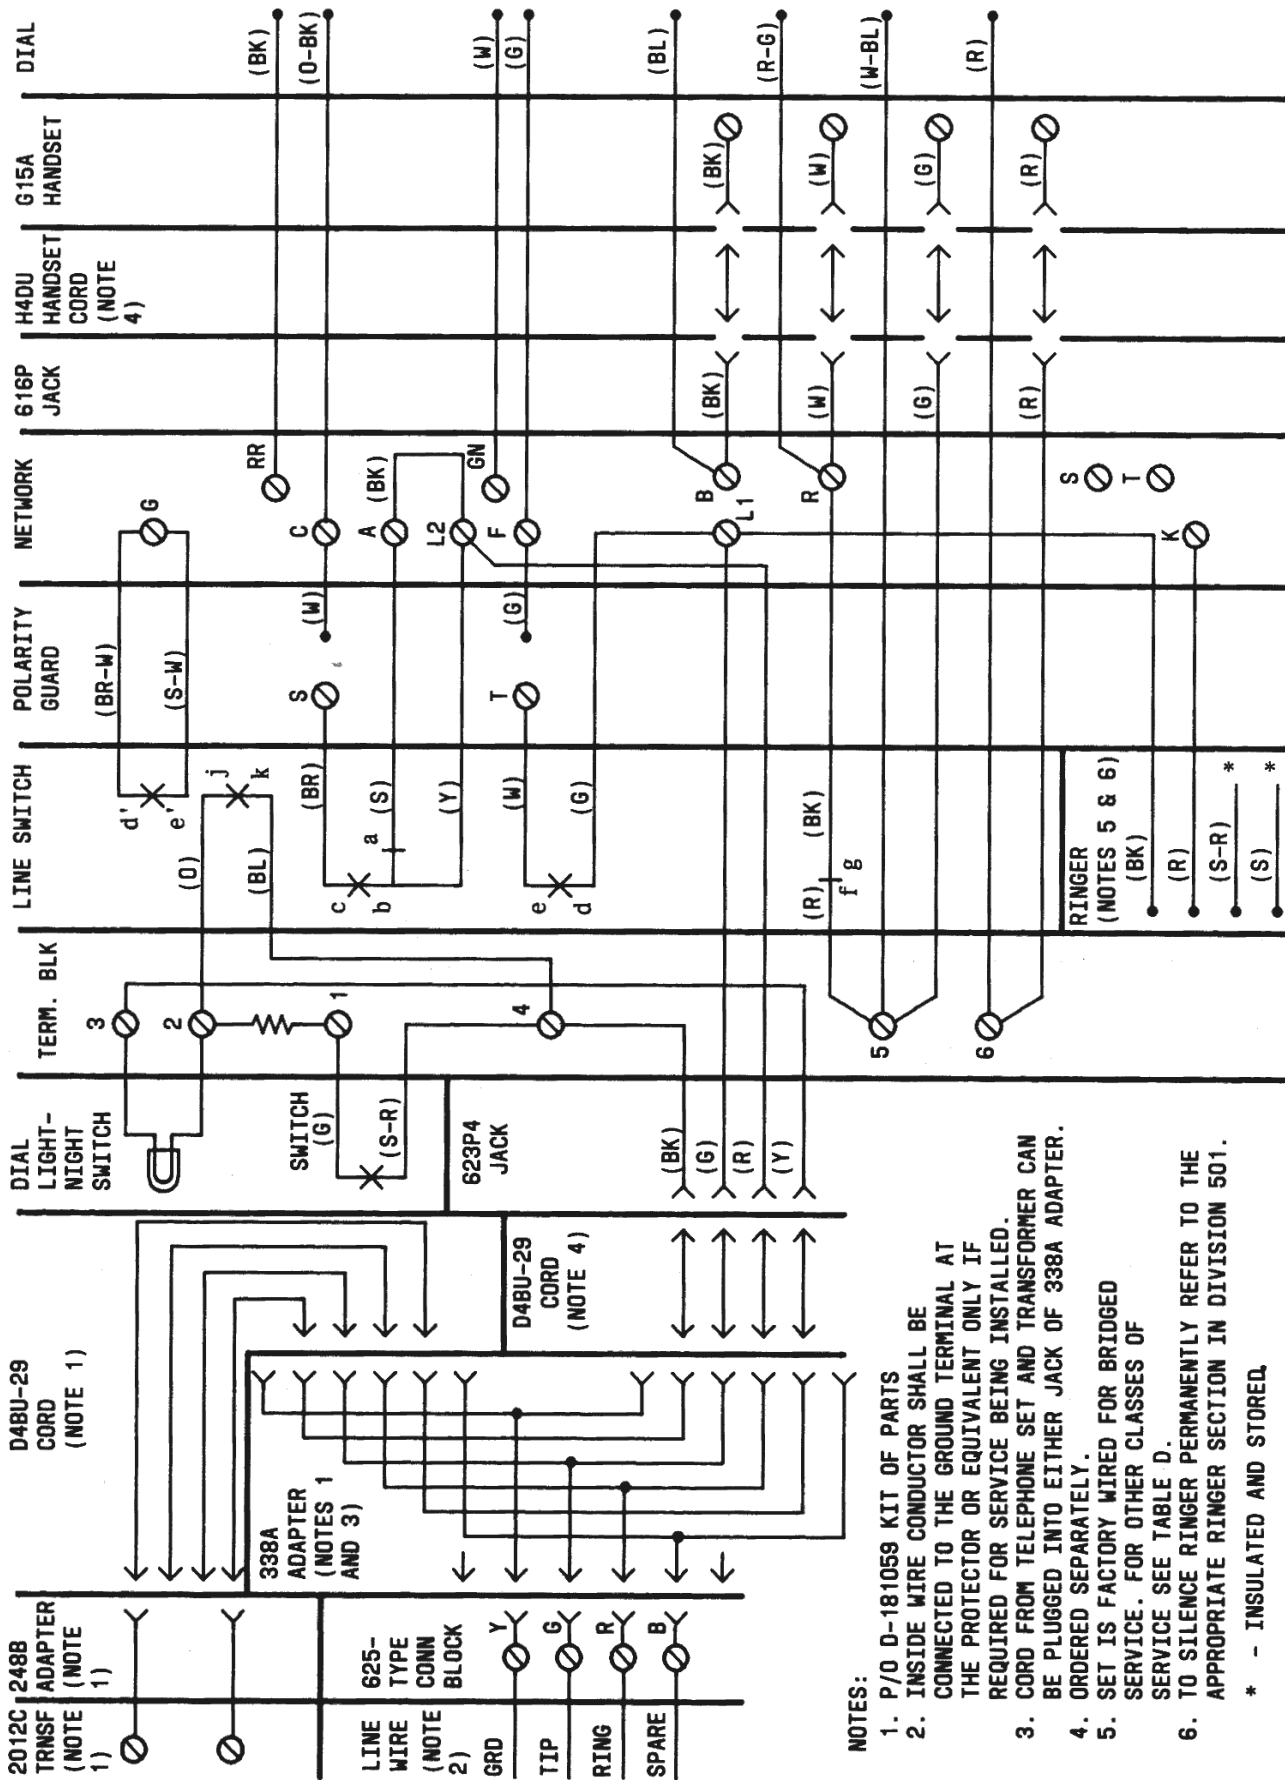 2012C
TRNSF
(NOTE
1)
248B
ADAPTER
(NOTE
1)
D4BU-29
CORD
(NOTE 1)
DIAL
LIGHT-
NIGHT
SWITCH
TERM. BLK
LINE SWITCH
POLARITY
GUARD
NETWORK
616P
JACK
H4DU
HANDSET
CORD
(NOTE
4)
G15A
HANDSET
DIAL
3
2
1
4
5
6
SWITCH
(G)
(S-R)
623P4
JACK
(BK)
(G)
(R)
(Y)
D4BU-29
CORD
(NOTE 4)
338A
ADAPTER
(NOTES 1
AND 3)
LINE
WIRE
(NOTE
2)
625-
TYPE
CONN
BLOCK
GRD
Y
TIP
G
RING
R
SPARE
B
d'
e'
j
k
(O)
(BL)
(BR)
(S)
(Y)
a
c
b
(W)
(G)
e
d
(R)
(BK)
f'
g
(BR-W)
(S-W)
S
(W)
T
(G)
G
RR
C
A
(BK)
L2
GN
F
B
L1
R
S
T
K
(BK)
(W)
(G)
(R)
(BK)
(W)
(G)
(R)
(BK)
(O-BK)
(W)
(G)
(BL)
(R-G)
(W-BL)
(R)
RINGER
(NOTES 5 & 6)
(BK)
(R)
(S-R) *
(S) *
NOTES:
1. P/O D-181059 KIT OF PARTS
2. INSIDE WIRE CONDUCTOR SHALL BE
CONNECTED TO THE GROUND TERMINAL AT
THE PROTECTOR OR EQUIVALENT ONLY IF
REQUIRED FOR SERVICE BEING INSTALLED.
3. CORD FROM TELEPHONE SET AND TRANSFORMER CAN
BE PLUGGED INTO EITHER JACK OF 338A ADAPTER.
4. ORDERED SEPARATELY.
5. SET IS FACTORY WIRED FOR BRIDGED
SERVICE. FOR OTHER CLASSES OF
SERVICE SEE TABLE D.
6. TO SILENCE RINGER PERMANENTLY REFER TO THE
APPROPRIATE RINGER SECTION IN DIVISION 501.
* - INSULATED AND STORED.